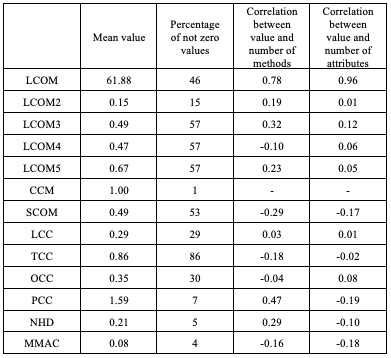 Mean value | Percentage of not zero values | Correlation between value and number of methods | Correlation between value and number of attributes
LCOM | 61.88 | 46 | 0.78 | 0.96
LCOM2 | 0.15 | 15 | 0.19 | 0.01
LCOM3 | 0.49 | 57 | 0.32 | 0.12
LCOM4 | 0.47 | 57 | -0.10 | 0.06
LCOM5 | 0.67 | 57 | 0.23 | 0.05
CCM | 1.00 | 1 | - | -
SCOM | 0.49 | 53 | -0.29 | -0.17
LCC | 0.29 | 29 | 0.03 | 0.01
TCC | 0.86 | 86 | -0.18 | -0.02
OCC | 0.35 | 30 | -0.04 | 0.08
PCC | 1.59 | 7 | 0.47 | -0.19
NHD | 0.21 | 5 | 0.29 | -0.10
MMAC | 0.08 | 4 | -0.16 | -0.18